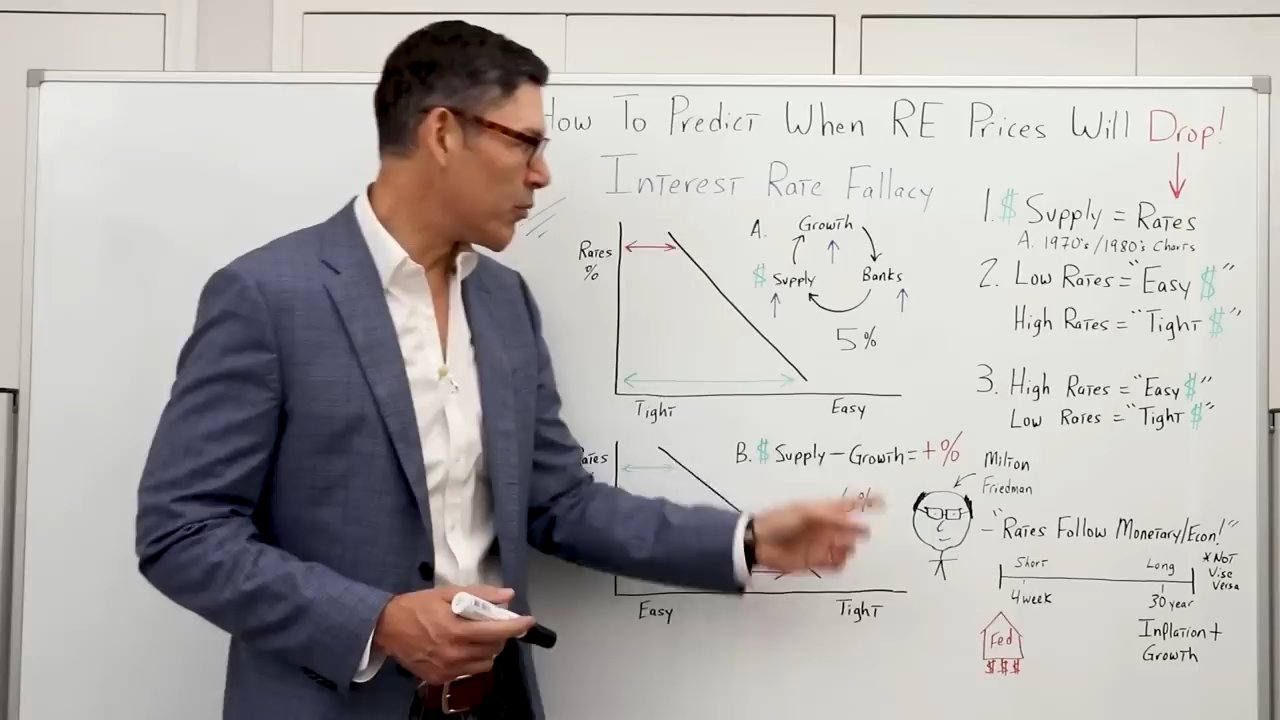 How To Predict When RE Prices Will Drop!
Interest Rate Fallacy
Rates
%
Tight
Easy
A. Growth
$ Supply
Banks
5%
Easy
Tight
B. $ Supply – Growth = +%
1. $ Supply = Rates
A. 1970's/1980's Charts
2. Low Rates = "Easy $"
High Rates = "Tight $"
3. High Rates = "Easy $"
Low Rates = "Tight $"
Milton
Friedman
- "Rates Follow Monetary/Econ!"
* Not
Vise
Versa
Short
Long
4 week
30 year
Fed
$ $ $
Inflation +
Growth